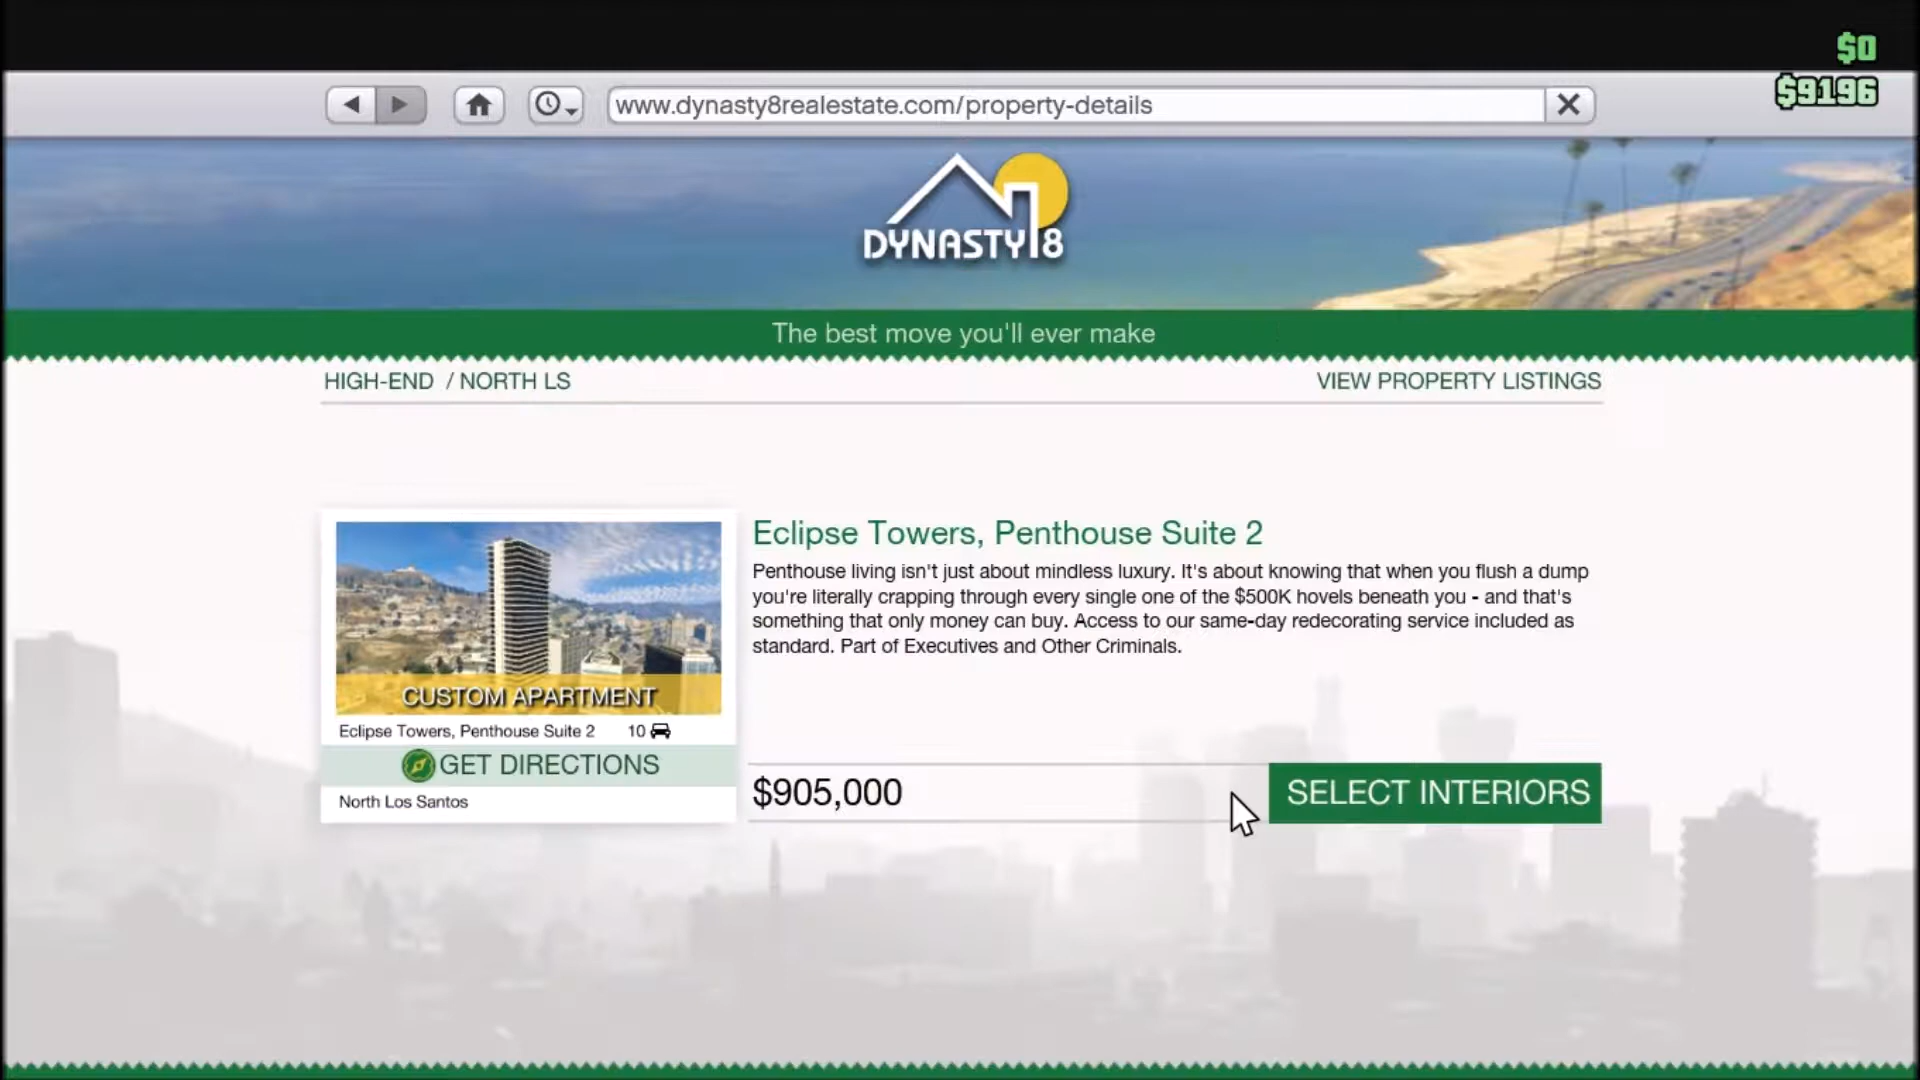 $0
$9196
www.dynasty8realestate.com/property-details
DYNASTY 8
The best move you'll ever make
HIGH-END / NORTH LS
VIEW PROPERTY LISTINGS
Eclipse Towers, Penthouse Suite 2
Penthouse living isn't just about mindless luxury. It's about knowing that when you flush a dump
you're literally crapping through every single one of the $500K hovels beneath you - and that's
something that only money can buy. Access to our same-day redecorating service included as
standard. Part of Executives and Other Criminals.
CUSTOM APARTMENT
Eclipse Towers, Penthouse Suite 2 10
GET DIRECTIONS
North Los Santos
$905,000
SELECT INTERIORS